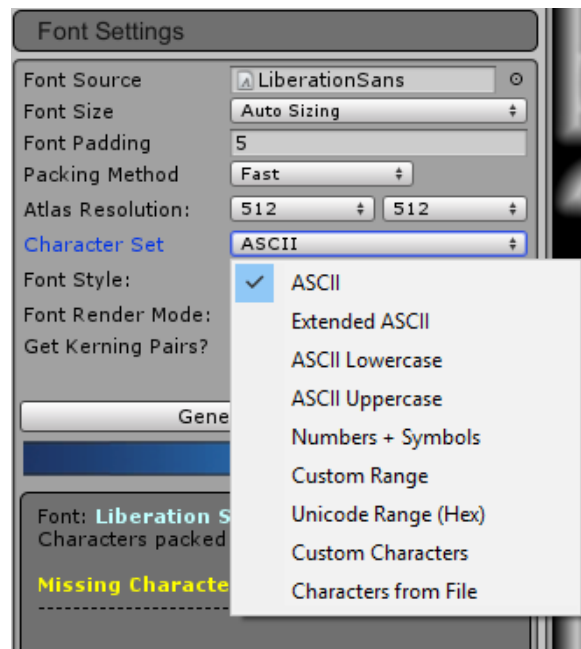 Font Settings
Font Source LiberationSans
Font Size Auto Sizing
Font Padding 5
Packing Method Fast
Atlas Resolution: 512 512
Character Set ASCII
Font Style:
Font Render Mode:
Get Kerning Pairs?
ASCII
Extended ASCII
ASCII Lowercase
ASCII Uppercase
Numbers + Symbols
Custom Range
Unicode Range (Hex)
Custom Characters
Characters from File
Gene
Font: Liberation S
Characters packed
Missing Characte
--------------------